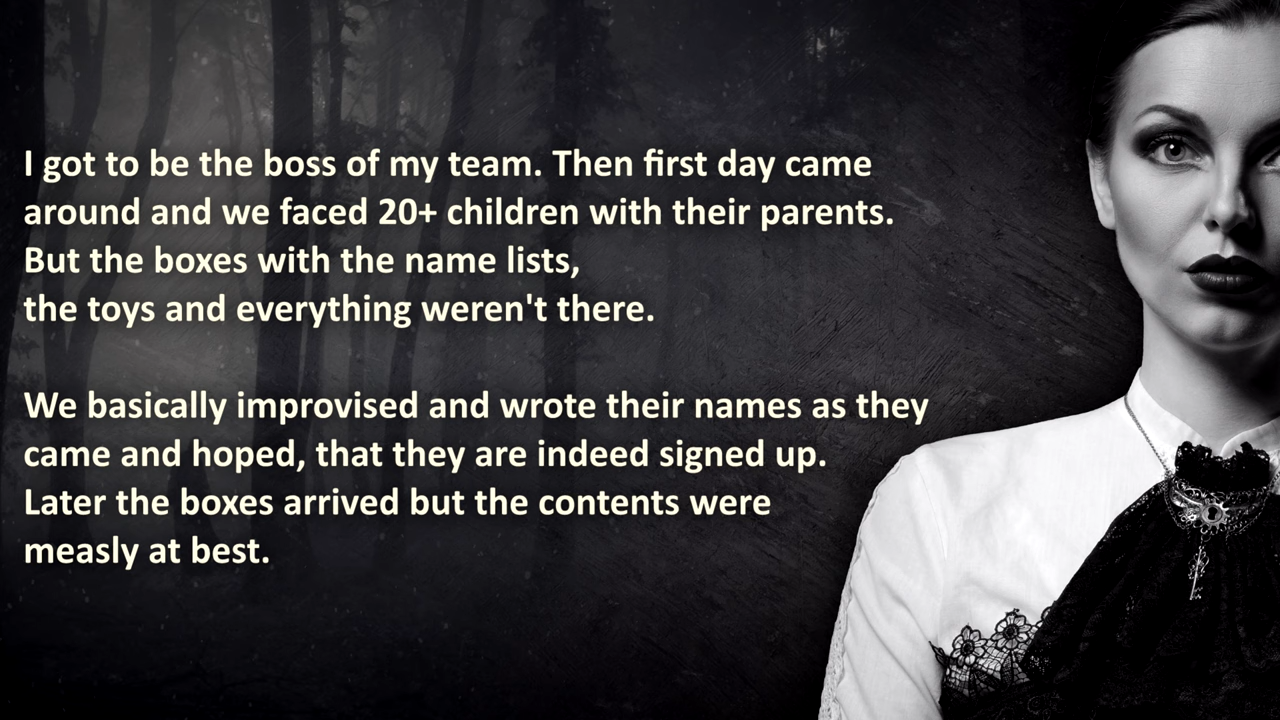 I got to be the boss of my team. Then first day came
around and we faced 20+ children with their parents.
But the boxes with the name lists,
the toys and everything weren't there.
We basically improvised and wrote their names as they
came and hoped, that they are indeed signed up.
Later the boxes arrived but the contents were
measly at best.